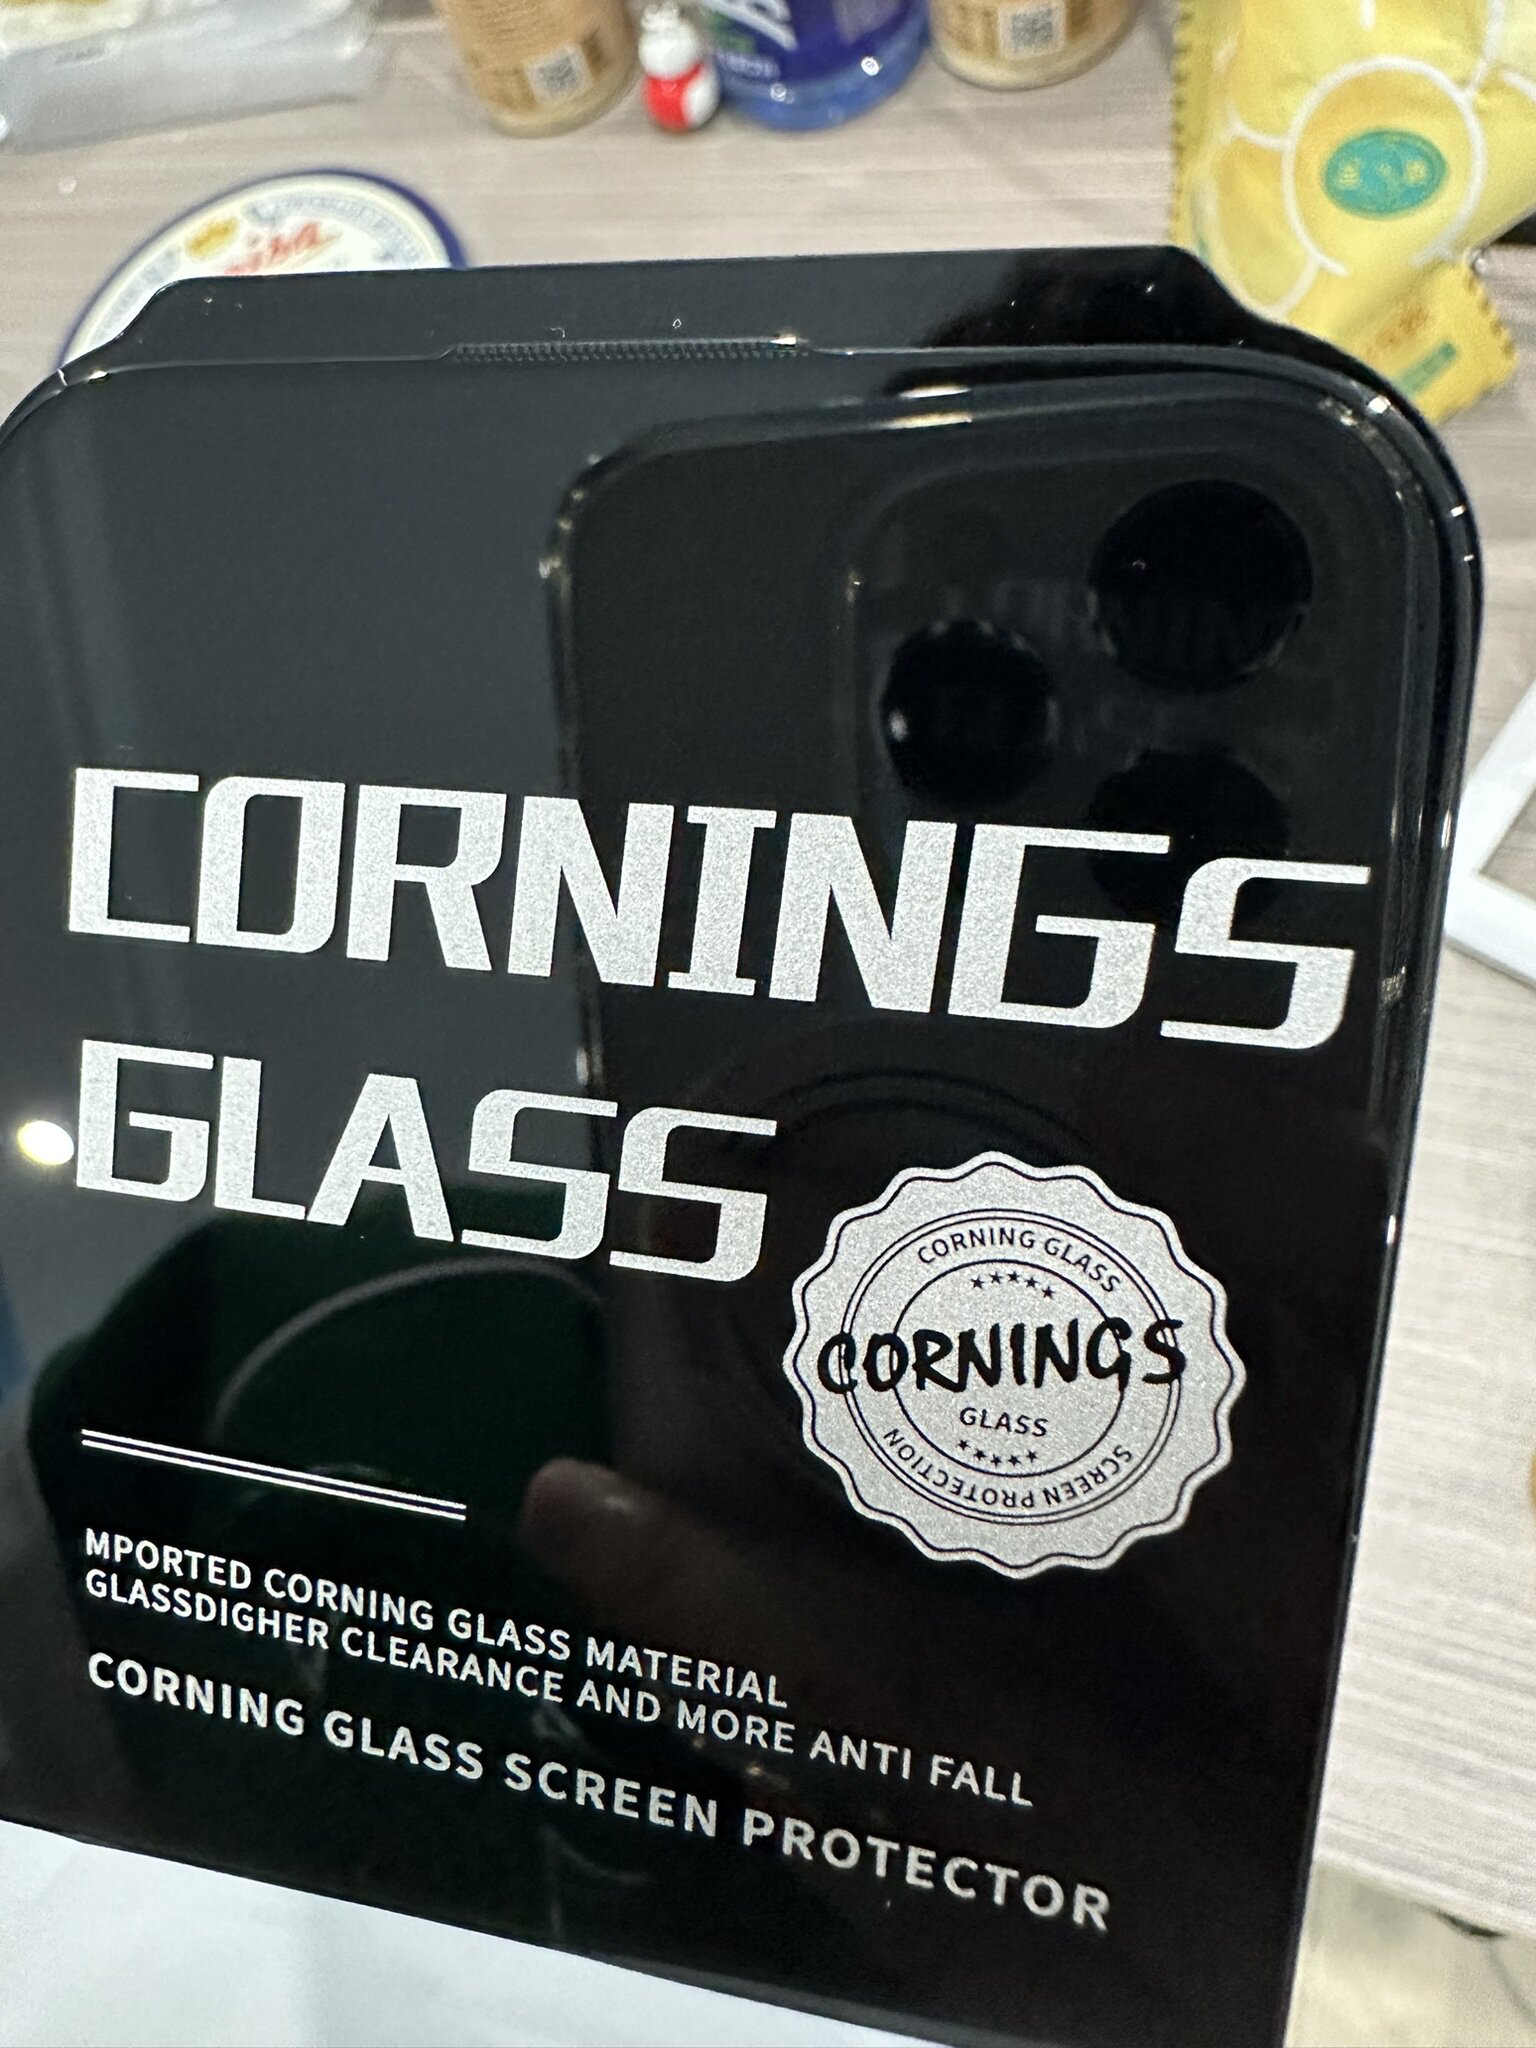 CORNINGS
GLASS
CORNING GLASS
CORNINGS
GLASS
SCREEN PROTECTION
MPORTED CORNING GLASS MATERIAL
GLASSDIGHER CLEARANCE AND MORE ANTI FALL
CORNING GLASS SCREEN PROTECTOR